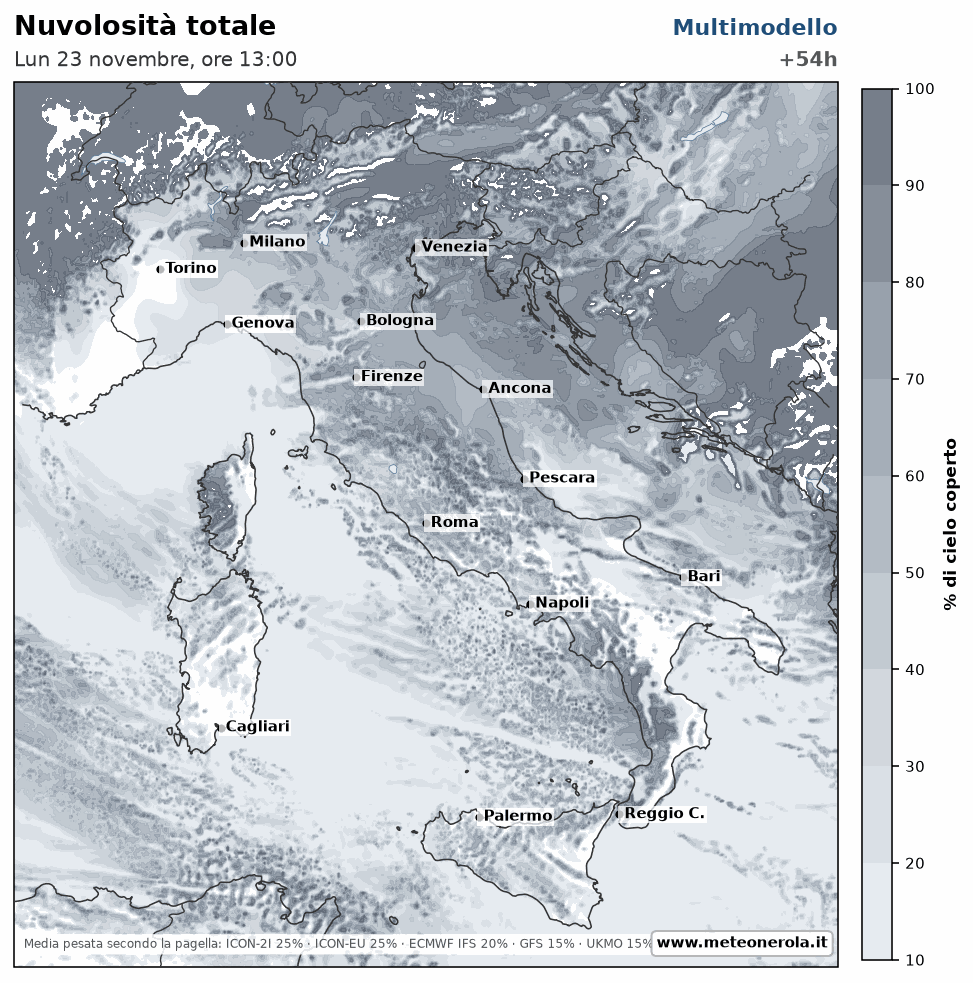 Nuvolosità totale
Multimodello
Lun 23 novembre, ore 13:00
+54h
100
90
80
70
60
50
40
30
20
10
% di cielo coperto
Milano
Venezia
Torino
Genova
Bologna
Firenze
Ancona
Pescara
Roma
Bari
Napoli
Cagliari
Palermo
Reggio C.
Media pesata secondo la pagella: ICON-2I 25% · ICON-EU 25% · ECMWF IFS 20% · GFS 15% · UKMO 15%
www.meteonerola.it